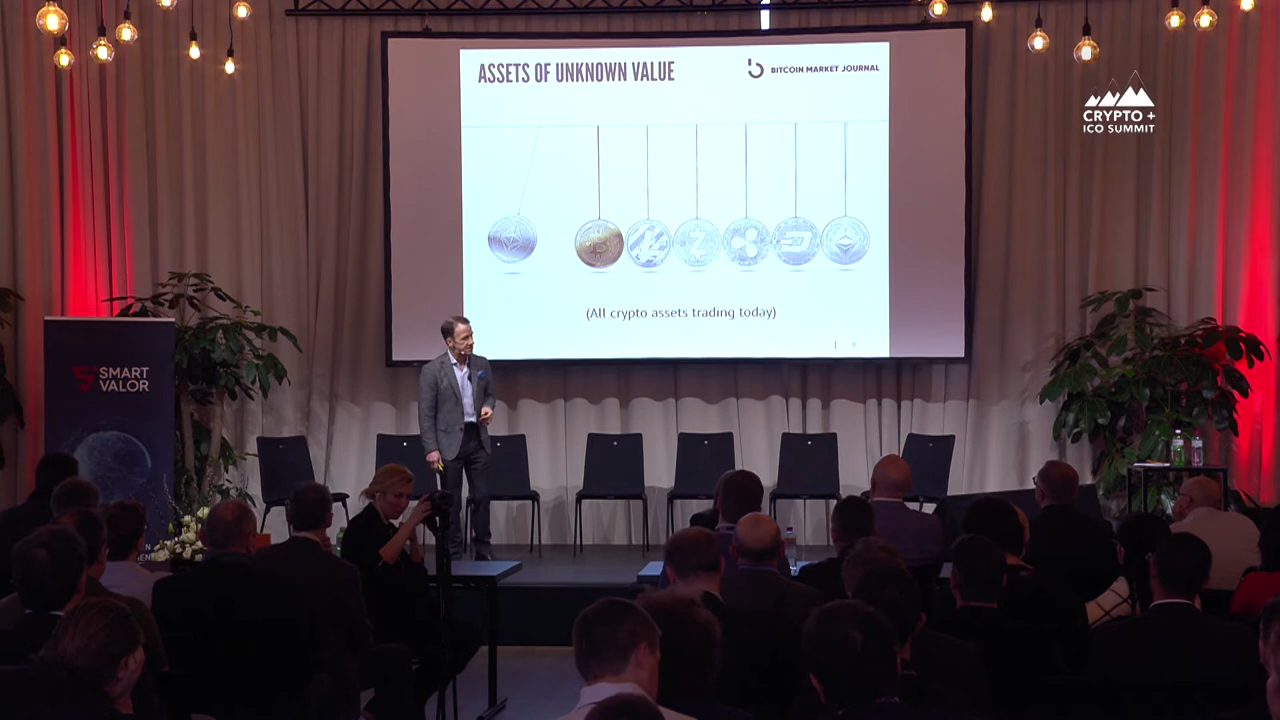 ASSETS OF UNKNOWN VALUE
BITCOIN MARKET JOURNAL
CRYPTO +
ICO SUMMIT
(All crypto assets trading today)
SMART
VALOR